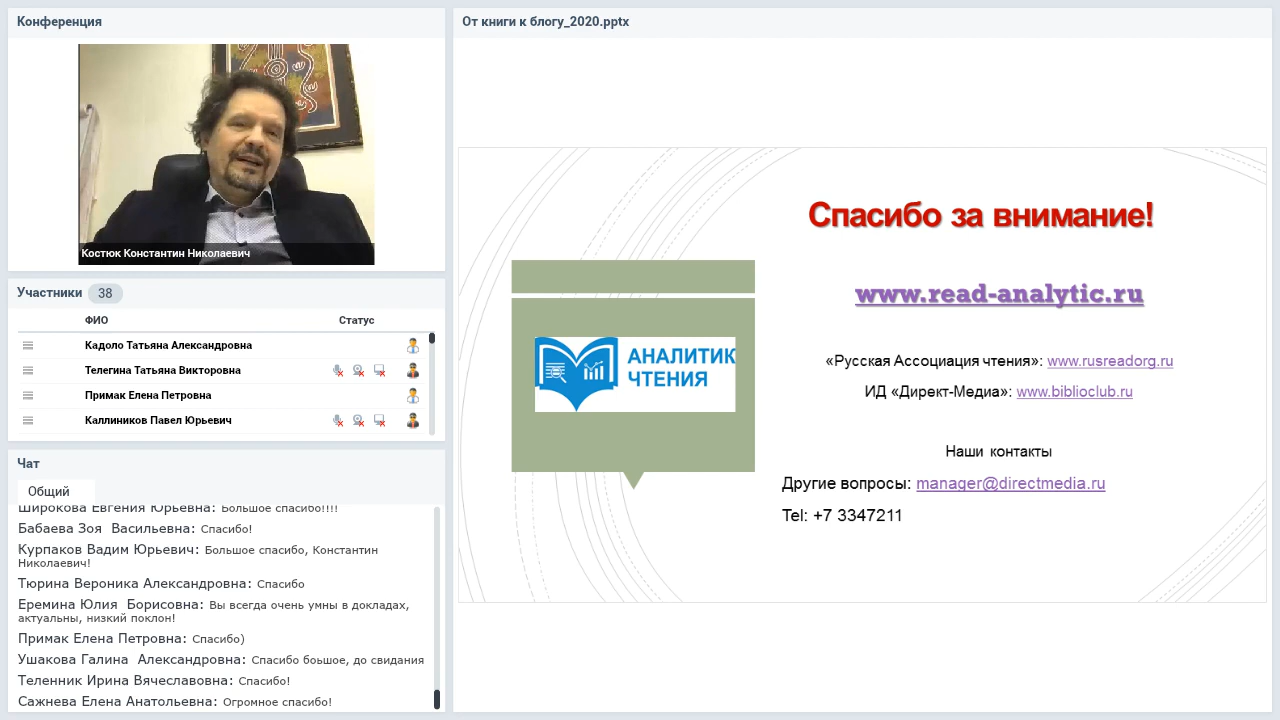 Конференция
Костюк Константин Николаевич
Участники 38
ФИО Статус
Кадоло Татьяна Александровна
Телегина Татьяна Викторовна
Примак Елена Петровна
Каллиников Павел Юрьевич
Чат
Общий
Широкова Евгения Юрьевна: Большое спасибо!!!!
Бабаева Зоя Васильевна: Спасибо!
Курпаков Вадим Юрьевич: Большое спасибо, Константин
Николаевич!
Тюрина Вероника Александровна: Спасибо
Еремина Юлия Борисовна: Вы всегда очень умны в докладах,
актуальны, низкий поклон!
Примак Елена Петровна: Спасибо)
Ушакова Галина Александровна: Спасибо боьшое, до свидания
Теленник Ирина Вячеславовна: Спасибо!
Сажнева Елена Анатольевна: Огромное спасибо!
От книги к блогу_2020.pptx
АНАЛИТИК
ЧТЕНИЯ
Спасибо за внимание!
www.read-analytic.ru
«Русская Ассоциация чтения»: www.rusreadorg.ru
ИД «Директ-Медиа»: www.biblioclub.ru
Наши контакты
Другие вопросы: manager@directmedia.ru
Tel: +7 3347211